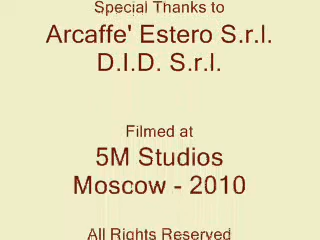 Special Thanks to
Arcaffe' Estero S.r.l.
D.I.D. S.r.l.
Filmed at
5M Studios
Moscow - 2010
All Rights Reserved